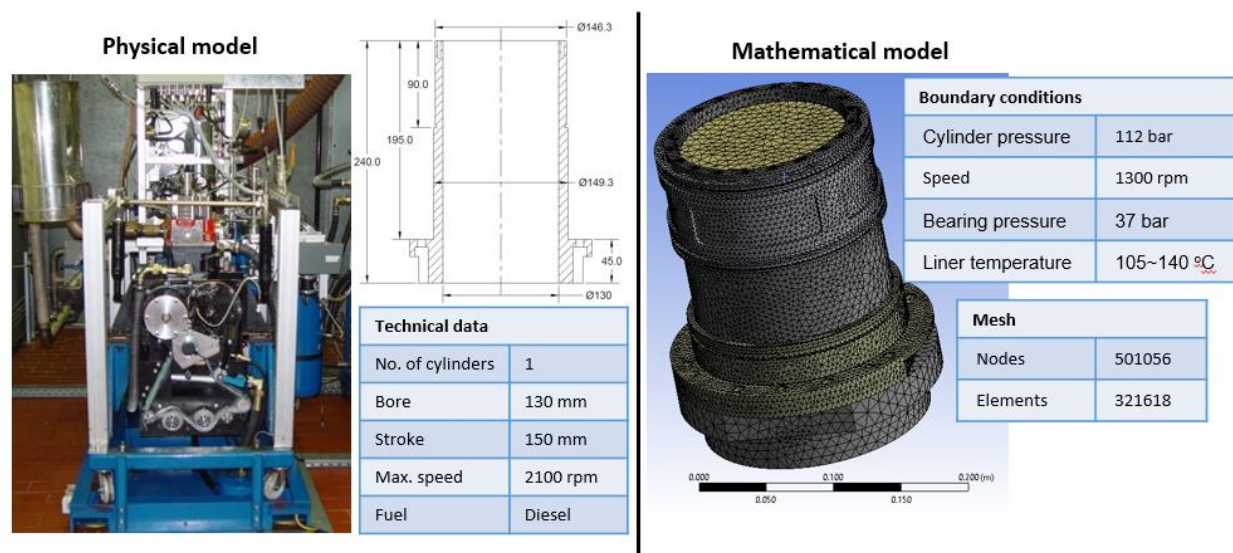 Physical model
Ø146.3
90.0
195.0
240.0
Ø149.3
45.0
Ø130
Technical data
No. of cylinders 1
Bore 130 mm
Stroke 150 mm
Max. speed 2100 rpm
Fuel Diesel
Mathematical model
Boundary conditions
Cylinder pressure 112 bar
Speed 1300 rpm
Bearing pressure 37 bar
Liner temperature 105~140 ºC
Mesh
Nodes 501056
Elements 321618
0.000 0.100 0.200 (m)
0.050 0.150